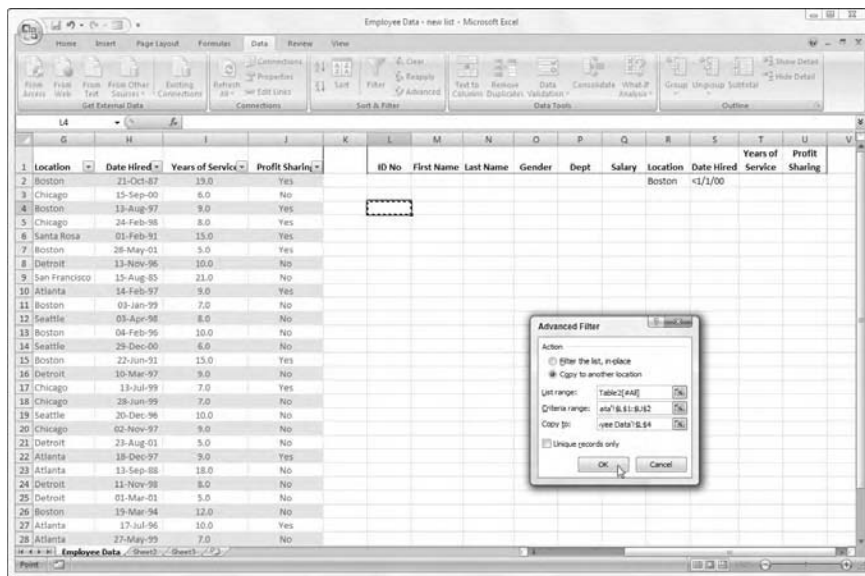 Employee Data - new list - Microsoft Excel
Home Insert Page Layout Formulas Data Review View
From Access
From Web
From Text
From Other Sources
Existing Connections
Get External Data
Refresh All
Connections
Properties
Edit Links
Connections
Sort
Filter
Clear
Reapply
Advanced
Sort & Filter
Text to Columns
Remove Duplicates
Data Validation
Consolidate
What-If Analysis
Data Tools
Group
Ungroup
Subtotal
Show Detail
Hide Detail
Outline
L4 fx
G H I J K L M N O P Q R S T U V
1 Location Date Hired Years of Service Profit Sharing ID No First Name Last Name Gender Dept Salary Location Date Hired Years of Service Profit Sharing
2 Boston 21-Oct-87 19.0 Yes Boston <1/1/00
3 Chicago 15-Sep-00 6.0 No
4 Boston 13-Aug-97 9.0 Yes
5 Chicago 24-Feb-98 8.0 Yes
6 Santa Rosa 01-Feb-91 15.0 Yes
7 Boston 28-May-01 5.0 Yes
8 Detroit 13-Nov-96 10.0 No
9 San Francisco 15-Aug-85 21.0 No
10 Atlanta 14-Feb-97 9.0 Yes
11 Boston 03-Jan-99 7.0 No
12 Seattle 03-Apr-98 8.0 No
13 Boston 04-Feb-96 10.0 No
14 Seattle 29-Dec-00 6.0 No
15 Boston 22-Jun-91 15.0 Yes
16 Detroit 10-Mar-97 9.0 No
17 Chicago 13-Jul-99 7.0 Yes
18 Chicago 28-Jun-99 7.0 No
19 Seattle 20-Dec-96 10.0 No
20 Chicago 02-Nov-97 9.0 No
21 Detroit 23-Aug-01 5.0 No
22 Atlanta 18-Dec-97 9.0 Yes
23 Atlanta 13-Sep-88 18.0 No
24 Detroit 11-Nov-98 8.0 No
25 Detroit 01-Mar-01 5.0 No
26 Boston 19-Mar-94 12.0 No
27 Atlanta 17-Jul-96 10.0 Yes
28 Atlanta 27-May-99 7.0 No
Advanced Filter
Action
Filter the list, in-place
Copy to another location
List range: Table2[#All]
Criteria range: ata'!$L$1:$U$2
Copy to: yee Data'!$L$4
Unique records only
OK Cancel
Employee Data Sheet2 Sheet3
Point